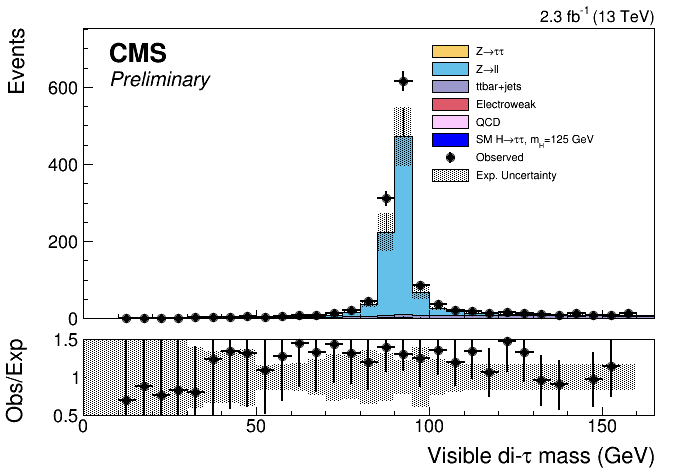 2.3 fb⁻¹ (13 TeV)
CMS
Preliminary
Events
600
400
200
0
Z→ττ
Z→ll
ttbar+jets
Electroweak
QCD
SM H→ττ, m_H=125 GeV
Observed
Exp. Uncertainty
Obs/Exp
1.5
1
0.5
0 50 100 150
Visible di-τ mass (GeV)